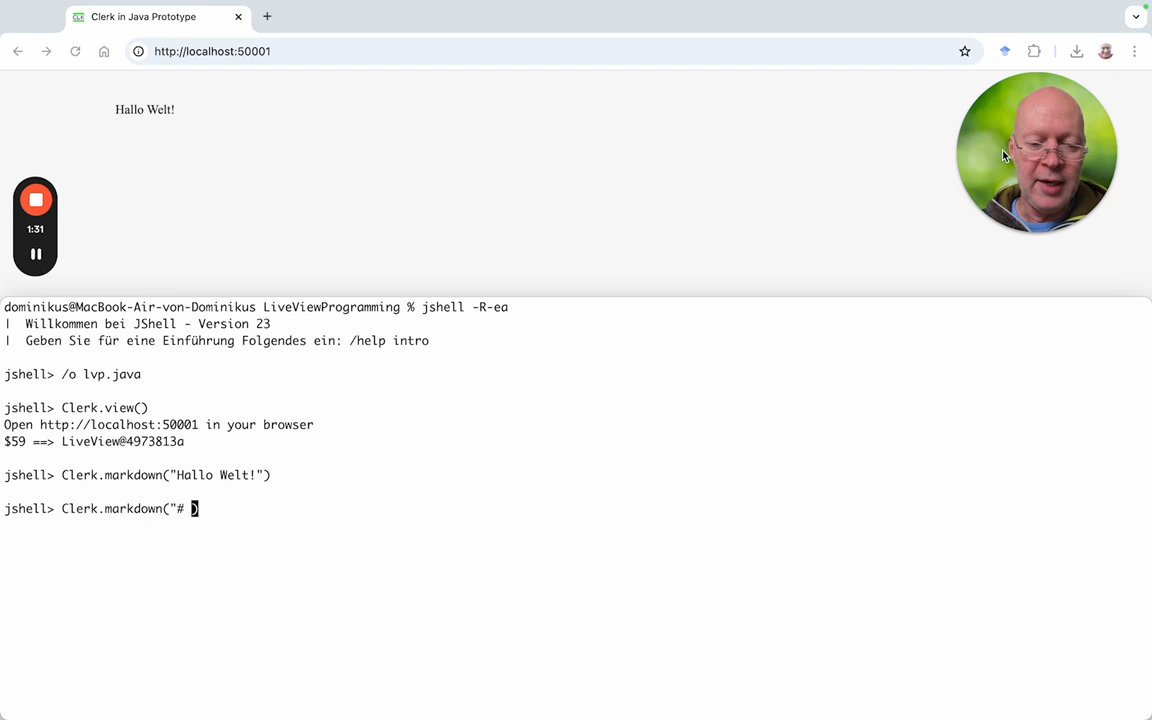 Clerk in Java Prototype
http://localhost:50001
Hallo Welt!
1:31
dominikus@MacBook-Air-von-Dominikus LiveViewProgramming % jshell -R-ea
|  Willkommen bei JShell - Version 23
|  Geben Sie für eine Einführung Folgendes ein: /help intro
jshell> /o lvp.java
jshell> Clerk.view()
Open http://localhost:50001 in your browser
$59 ==> LiveView@4973813a
jshell> Clerk.markdown("Hallo Welt!")
jshell> Clerk.markdown("# )